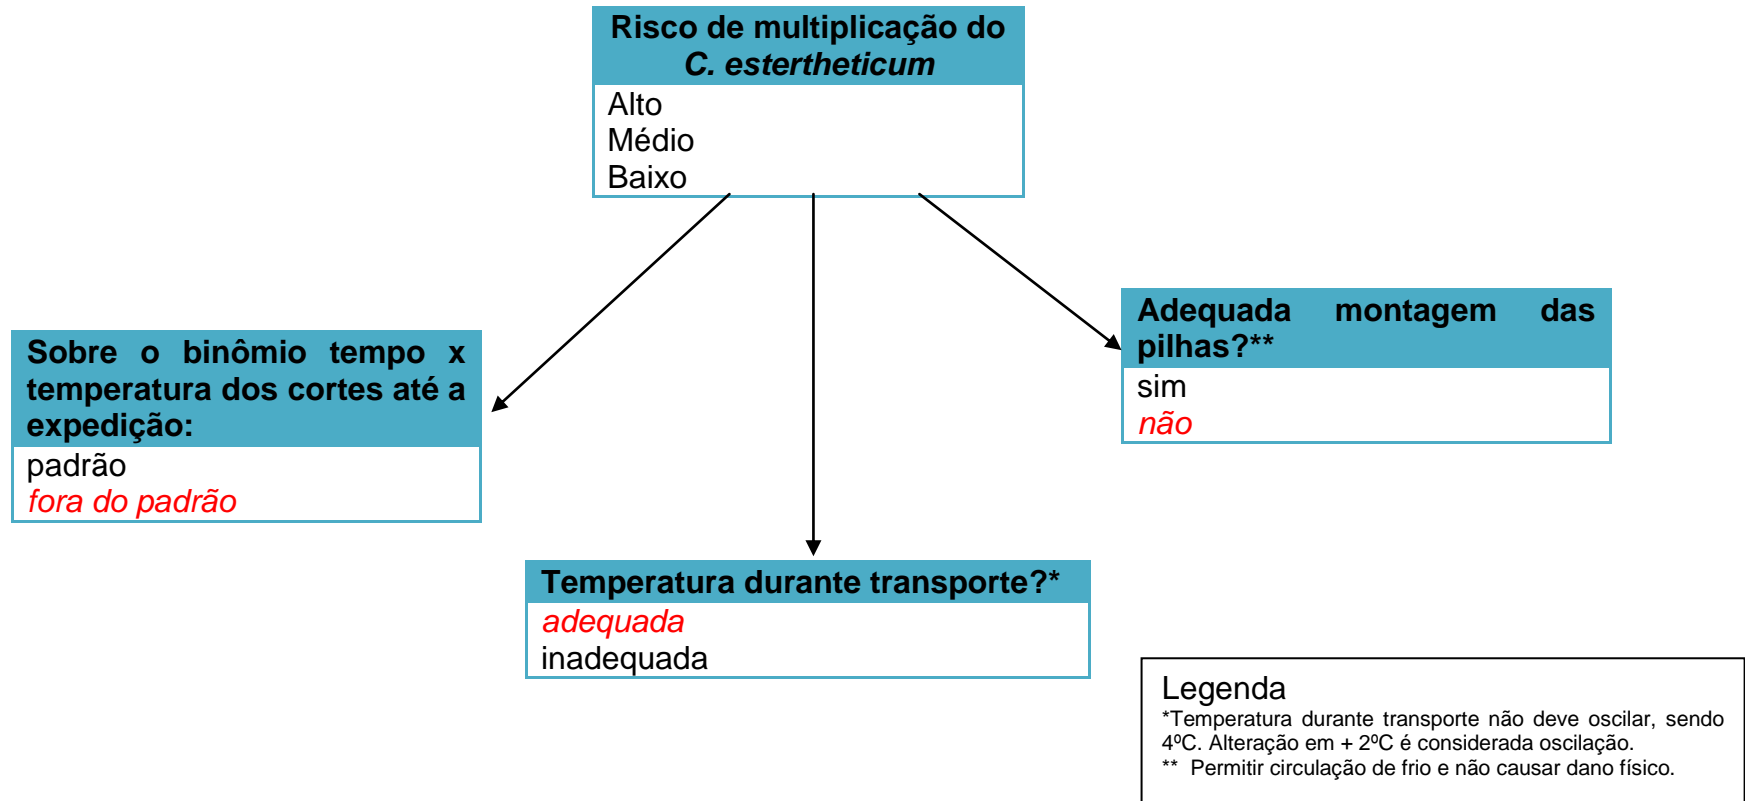 Risco de multiplicação do
C. estertheticum
Alto
Médio
Baixo
Sobre o binômio tempo x
temperatura dos cortes até a
expedição:
padrão
fora do padrão
Temperatura durante transporte?*
adequada
inadequada
Adequada montagem das
pilhas?**
sim
não
Legenda
*Temperatura durante transporte não deve oscilar, sendo
4ºC. Alteração em + 2ºC é considerada oscilação.
** Permitir circulação de frio e não causar dano físico.